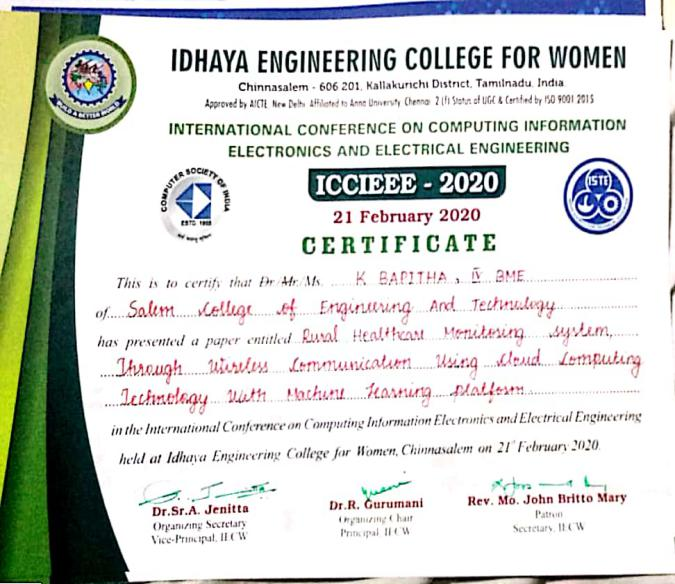 IDHAYA ENGINEERING COLLEGE FOR WOMEN
Chinnasalem - 606 201, Kallakurichi District, Tamilnadu, India.
Approved by AICTE New Delhi Affiliated to Anna University Chennai 2 (f) Status of UGC & Certified by ISO 9001 2015
BUILD A BETTER WORLD
INTERNATIONAL CONFERENCE ON COMPUTING INFORMATION
ELECTRONICS AND ELECTRICAL ENGINEERING
COMPUTER SOCIETY OF INDIA
ESTD. 1965
ICCIEEE - 2020
ISTE
21 February 2020
CERTIFICATE
This is to certify that Dr/Mr/Ms. K BAPITHA, IV BME
of Salem College of Engineering And Technology
has presented a paper entitled Rural Healthcare Monitoring System,
Through Wireless Communication Using Cloud Computing
Technology With Machine Learning platform
in the International Conference on Computing Information Electronics and Electrical Engineering
held at Idhaya Engineering College for Women, Chinnasalem on 21st February 2020.
Dr.Sr.A. Jenitta
Organizing Secretary
Vice-Principal, IECW
Dr.R. Gurumani
Organizing Chair
Principal, IECW
Rev. Mo. John Britto Mary
Patron
Secretary, IECW